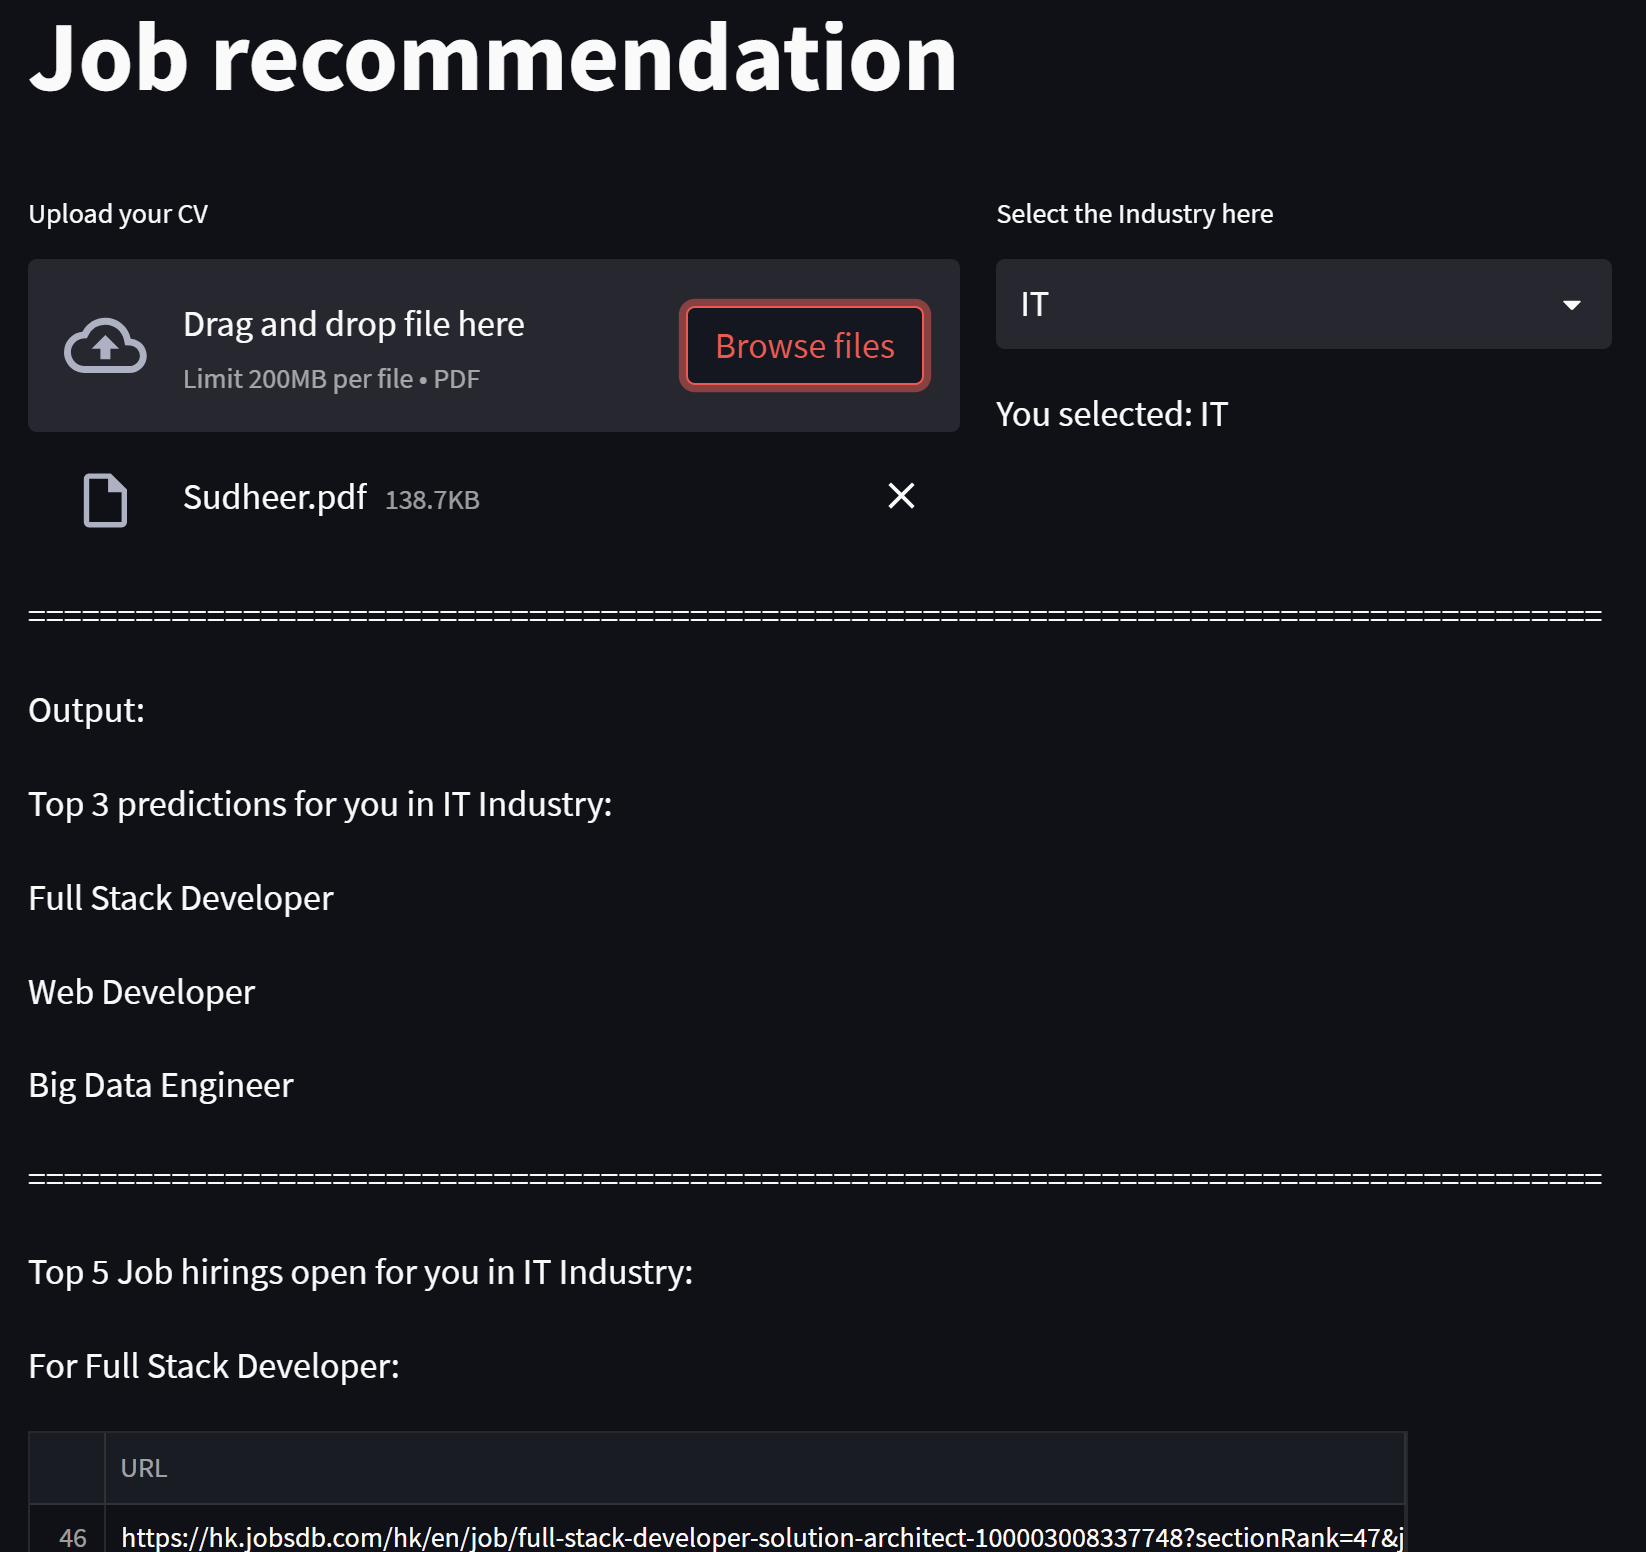 Job recommendation
Upload your CV
Drag and drop file here
Limit 200MB per file • PDF
Browse files
Sudheer.pdf 138.7KB
Select the Industry here
IT
You selected: IT
========================================================================================
Output:
Top 3 predictions for you in IT Industry:
Full Stack Developer
Web Developer
Big Data Engineer
========================================================================================
Top 5 Job hirings open for you in IT Industry:
For Full Stack Developer:
URL
46 https://hk.jobsdb.com/hk/en/job/full-stack-developer-solution-architect-100003008337748?sectionRank=47&j